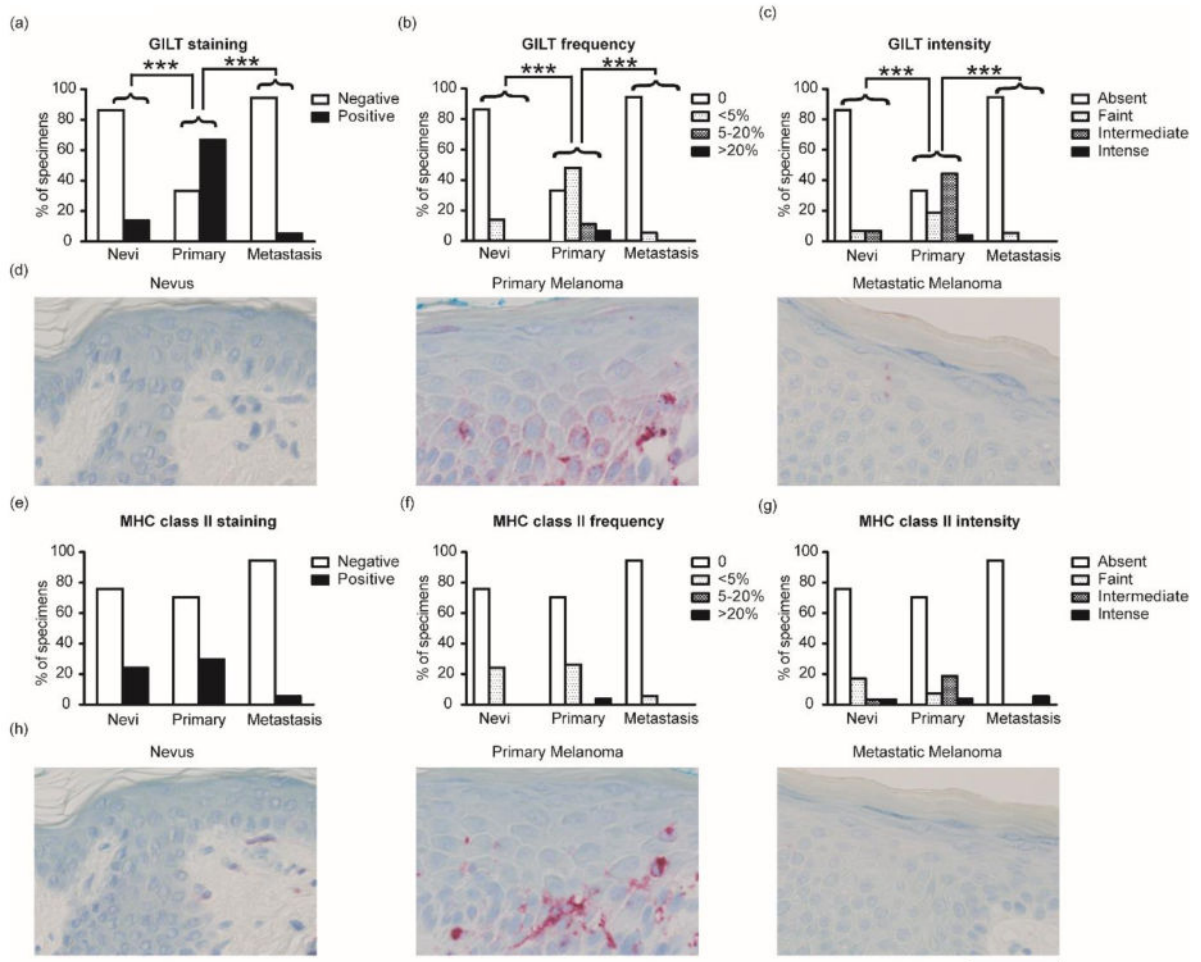 (a)
GILT staining
*** ***
% of specimens
100
80
60
40
20
0
Negative
Positive
Nevi Primary Metastasis
(b)
GILT frequency
*** ***
% of specimens
100
80
60
40
20
0
0
<5%
5-20%
>20%
Nevi Primary Metastasis
(c)
GILT intensity
*** ***
% of specimens
100
80
60
40
20
0
Absent
Faint
Intermediate
Intense
Nevi Primary Metastasis
(d)
Nevus
Primary Melanoma
Metastatic Melanoma
(e)
MHC class II staining
% of specimens
100
80
60
40
20
0
Negative
Positive
Nevi Primary Metastasis
(f)
MHC class II frequency
% of specimens
100
80
60
40
20
0
0
<5%
5-20%
>20%
Nevi Primary Metastasis
(g)
MHC class II intensity
% of specimens
100
80
60
40
20
0
Absent
Faint
Intermediate
Intense
Nevi Primary Metastasis
(h)
Nevus
Primary Melanoma
Metastatic Melanoma